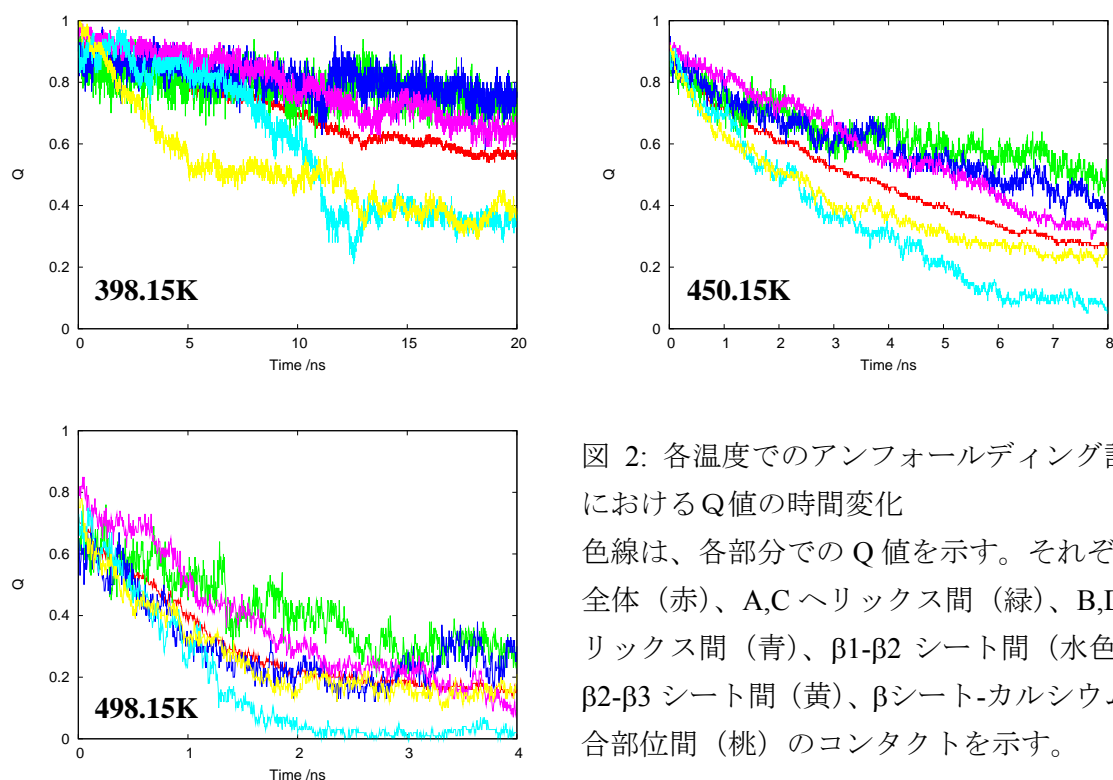 1
0.8
0.6
Q
0.4
0.2
0
398.15K
0 5 10 15 20
Time /ns
1
0.8
0.6
Q
0.4
0.2
0
450.15K
0 1 2 3 4 5 6 7 8
Time /ns
1
0.8
0.6
Q
0.4
0.2
0
498.15K
0 1 2 3 4
Time /ns
図 2: 各温度でのアンフォールディング
におけるＱ値の時間変化
色線は、各部分での Q 値を示す。それぞ
全体（赤）、A,C ヘリックス間（緑）、B,
リックス間（青）、β1-β2 シート間（水色
β2-β3 シート間（黄）、βシート-カルシウム
合部位間（桃）のコンタクトを示す。